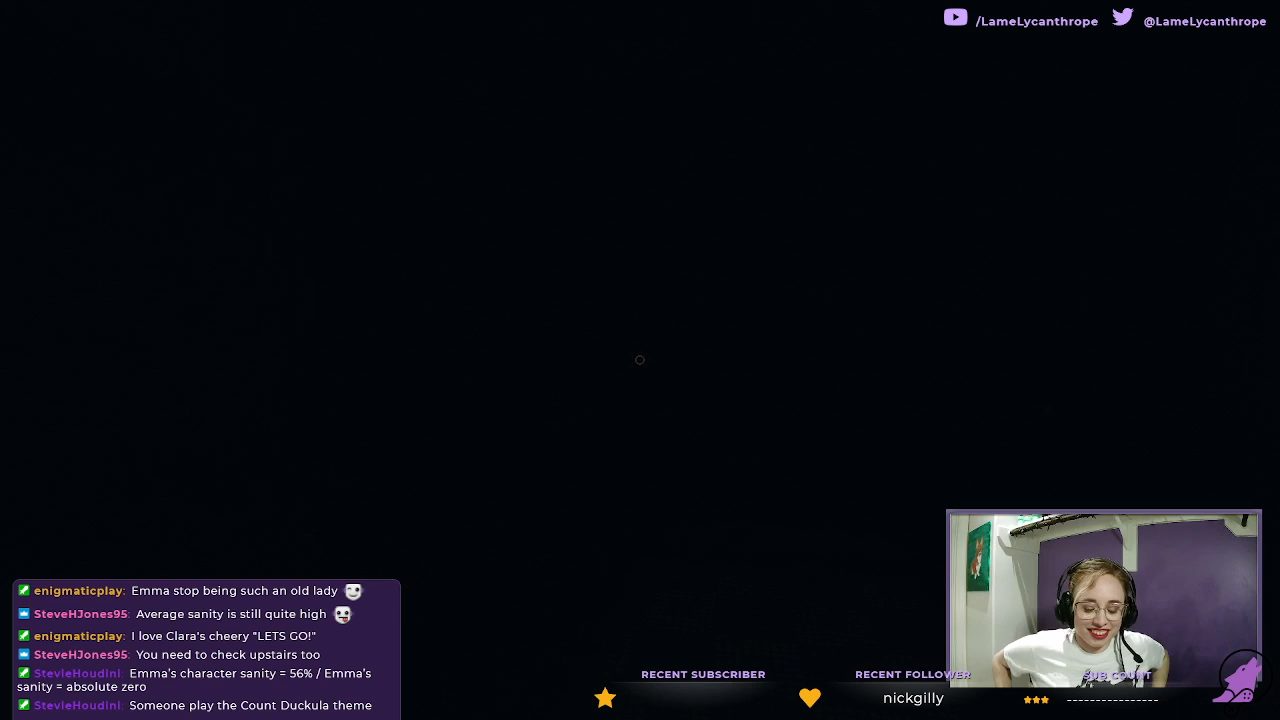 /LameLycanthrope @LameLycanthrope
enigmaticplay: Emma stop being such an old lady
SteveHJones95: Average sanity is still quite high
enigmaticplay: I love Clara's cheery "LETS GO!"
SteveHJones95: You need to check upstairs too
StevieHoudini: Emma's character sanity = 56% / Emma's
sanity = absolute zero
StevieHoudini: Someone play the Count Duckula theme
RECENT SUBSCRIBER
RECENT FOLLOWER
nickgilly
SUB COUNT
----------------